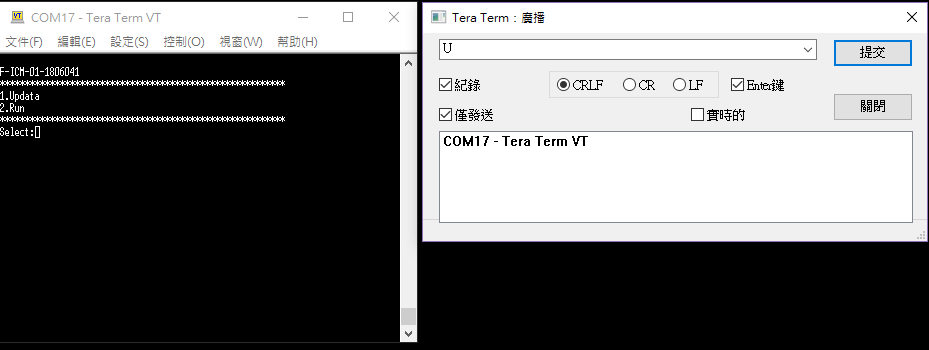 COM17 - Tera Term VT
文件(F) 編輯(E) 設定(S) 控制(O) 視窗(W) 幫助(H)
F-ICM-01-1806041
************************************************************
1.Updata
2.Run
************************************************************
Select:
Tera Term：廣播
U
提交
紀錄 CRLF CR LF Enter鍵
關閉
僅發送 實時的
COM17 - Tera Term VT